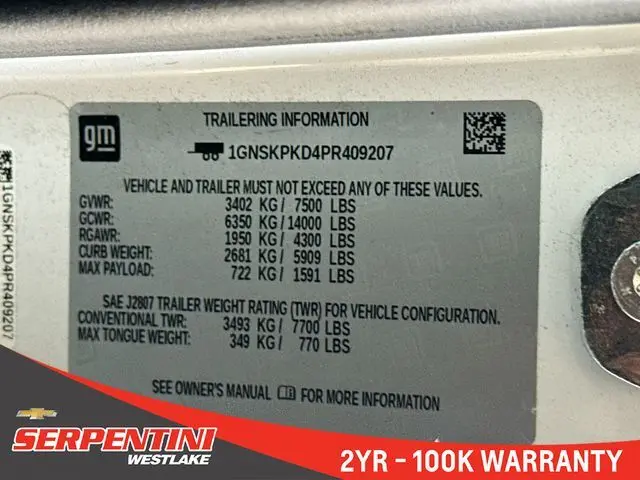 gm
TRAILERING INFORMATION
1GNSKPKD4PR409207
VEHICLE AND TRAILER MUST NOT EXCEED ANY OF THESE VALUES.
GVWR: 3402 KG / 7500 LBS
GCWR: 6350 KG / 14000 LBS
RGAWR: 1950 KG / 4300 LBS
CURB WEIGHT: 2681 KG / 5909 LBS
MAX PAYLOAD: 722 KG / 1591 LBS
SAE J2807 TRAILER WEIGHT RATING (TWR) FOR VEHICLE CONFIGURATION.
CONVENTIONAL TWR: 3493 KG / 7700 LBS
MAX TONGUE WEIGHT: 349 KG / 770 LBS
SEE OWNER'S MANUAL FOR MORE INFORMATION
1GNSKPKD4PR409207
SERPENTINI
WESTLAKE
2YR - 100K WARRANTY